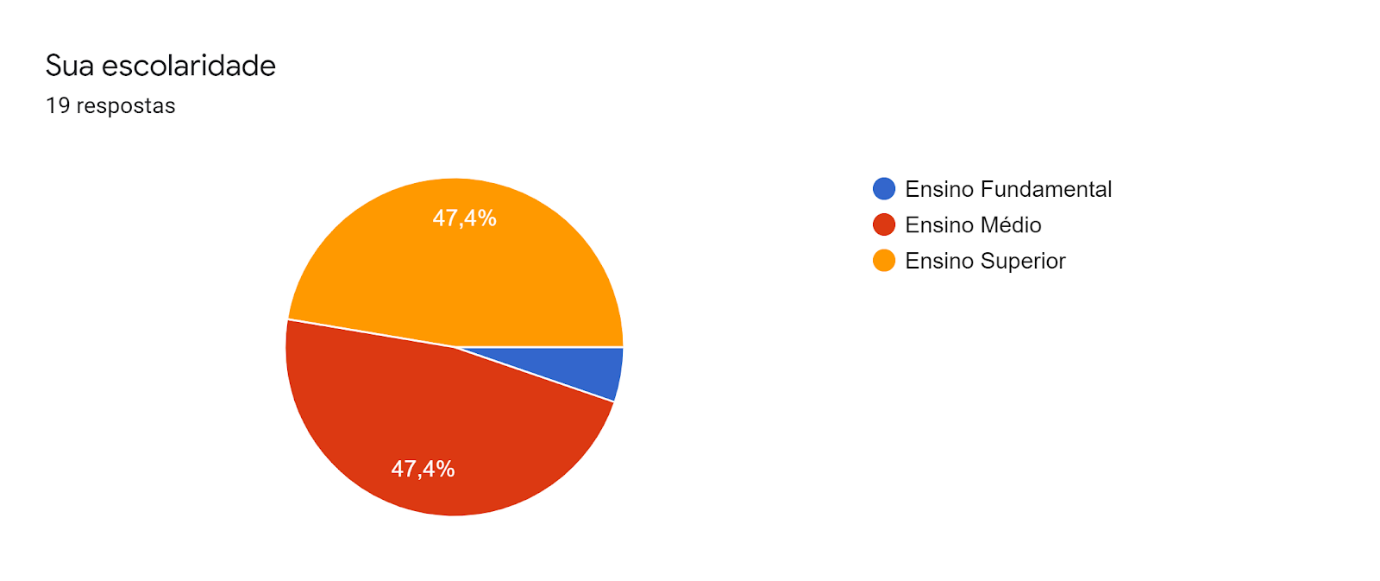 Sua escolaridade
19 respostas
47,4%
47,4%
Ensino Fundamental
Ensino Médio
Ensino Superior